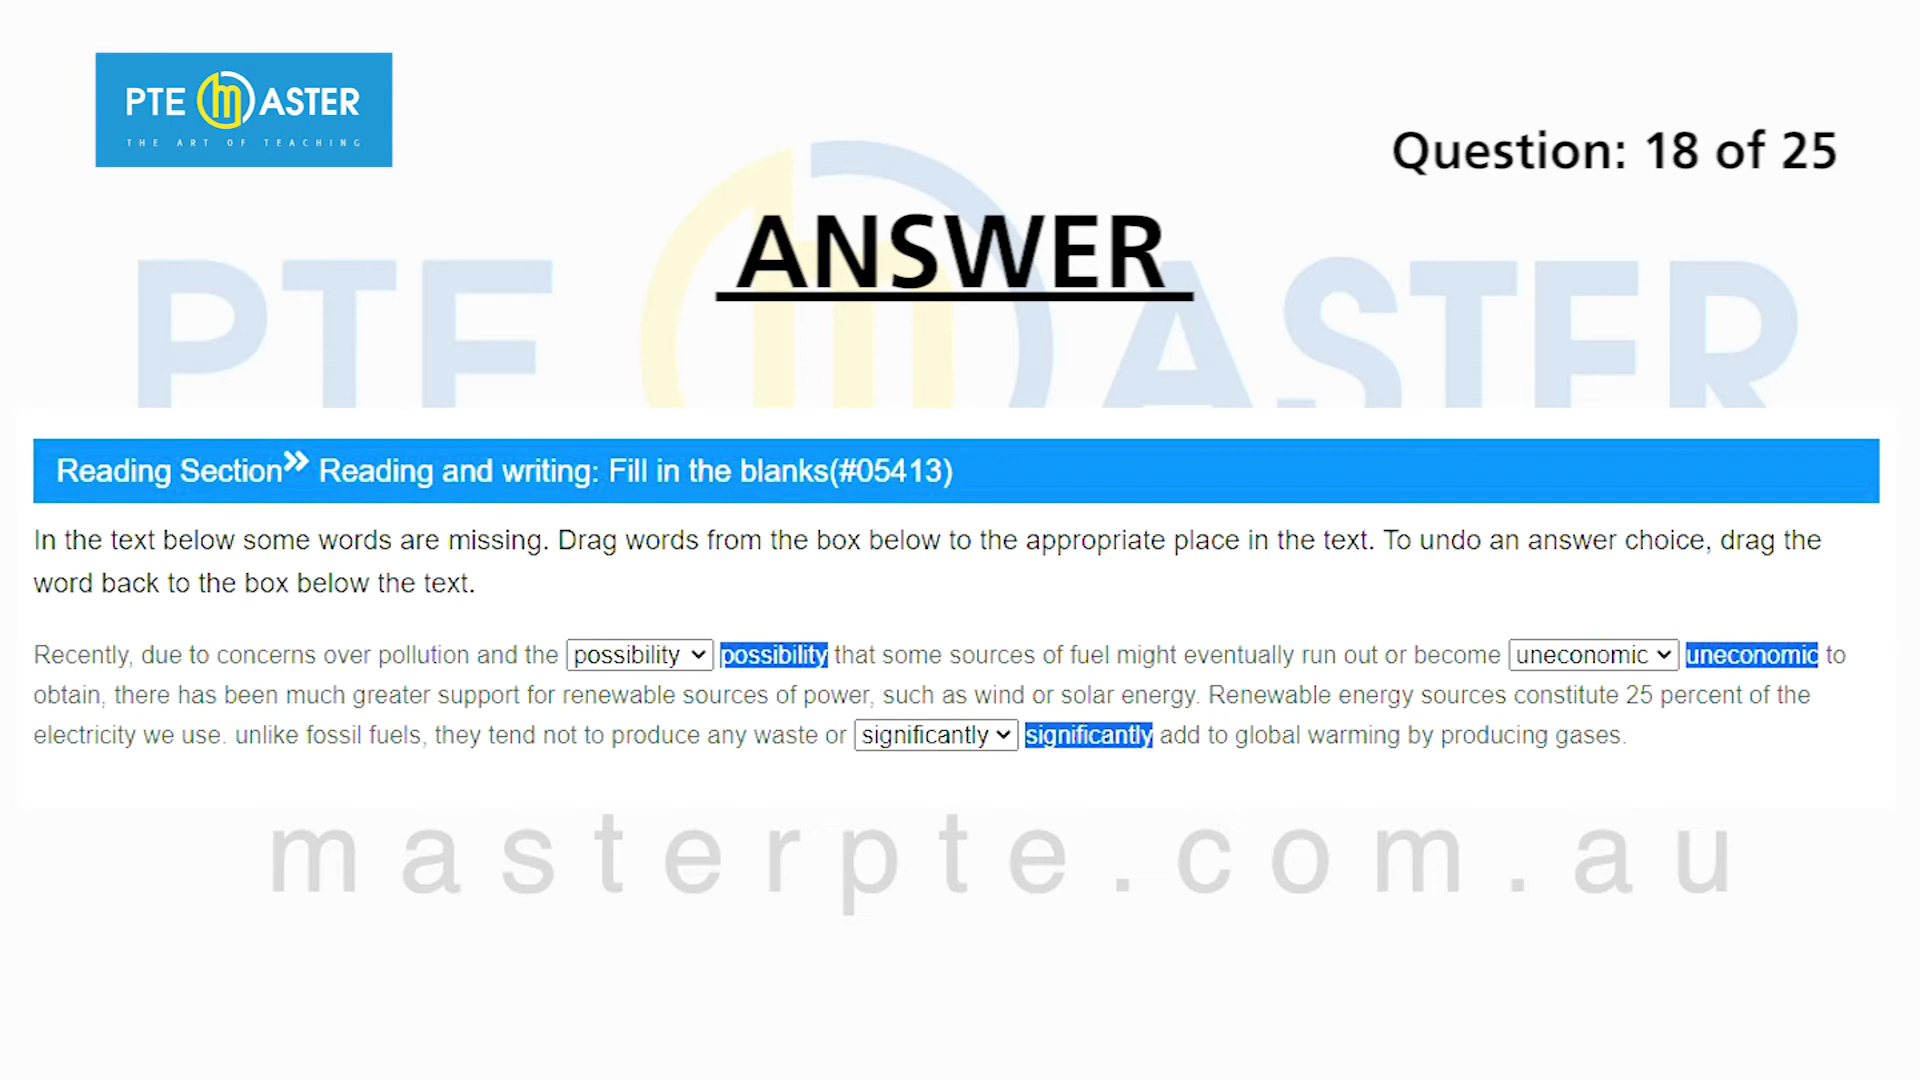 PTE MASTER
THE ART OF TEACHING
Question: 18 of 25
ANSWER
PTE MASTER
Reading Section» Reading and writing: Fill in the blanks(#05413)
In the text below some words are missing. Drag words from the box below to the appropriate place in the text. To undo an answer choice, drag the
word back to the box below the text.
Recently, due to concerns over pollution and the possibility possibility that some sources of fuel might eventually run out or become uneconomic uneconomic to
obtain, there has been much greater support for renewable sources of power, such as wind or solar energy. Renewable energy sources constitute 25 percent of the
electricity we use. unlike fossil fuels, they tend not to produce any waste or significantly significantly add to global warming by producing gases.
masterpte.com.au